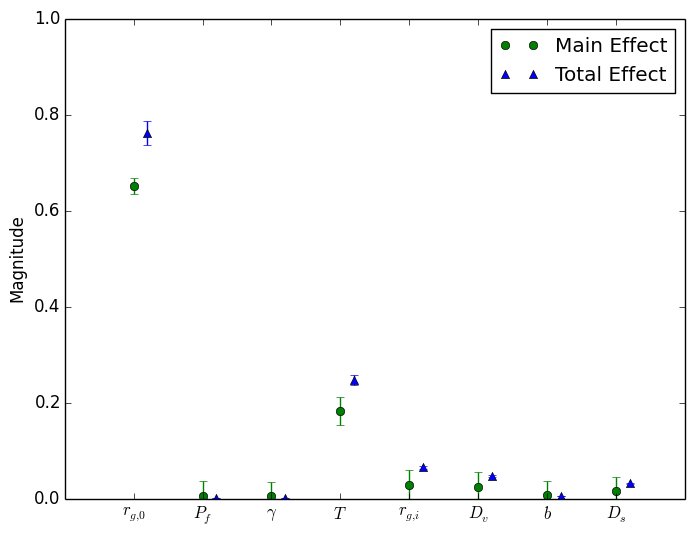 1.0
0.8
0.6
0.4
0.2
0.0
Magnitude
Main Effect
Total Effect
r_{g,0} P_f γ T r_{g,i} D_v b D_s